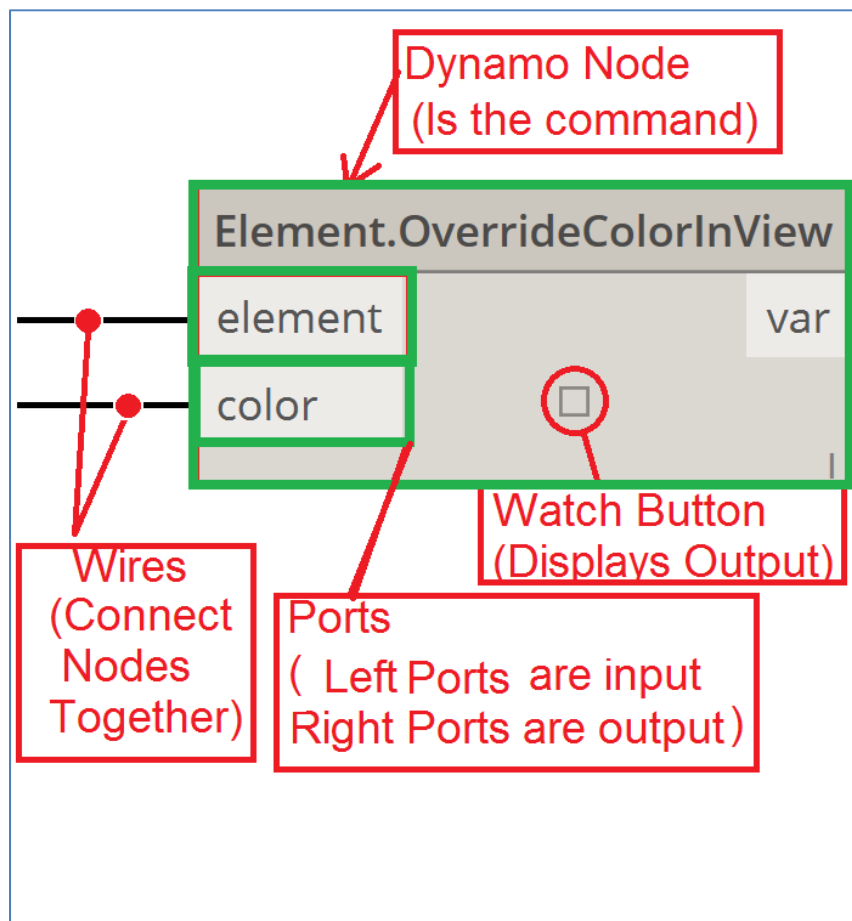 Dynamo Node
(Is the command)
Element.OverrideColorInView
element
var
color
Watch Button
(Displays Output)
Wires
(Connect
Nodes
Together)
Ports
( Left Ports are input
Right Ports are output)